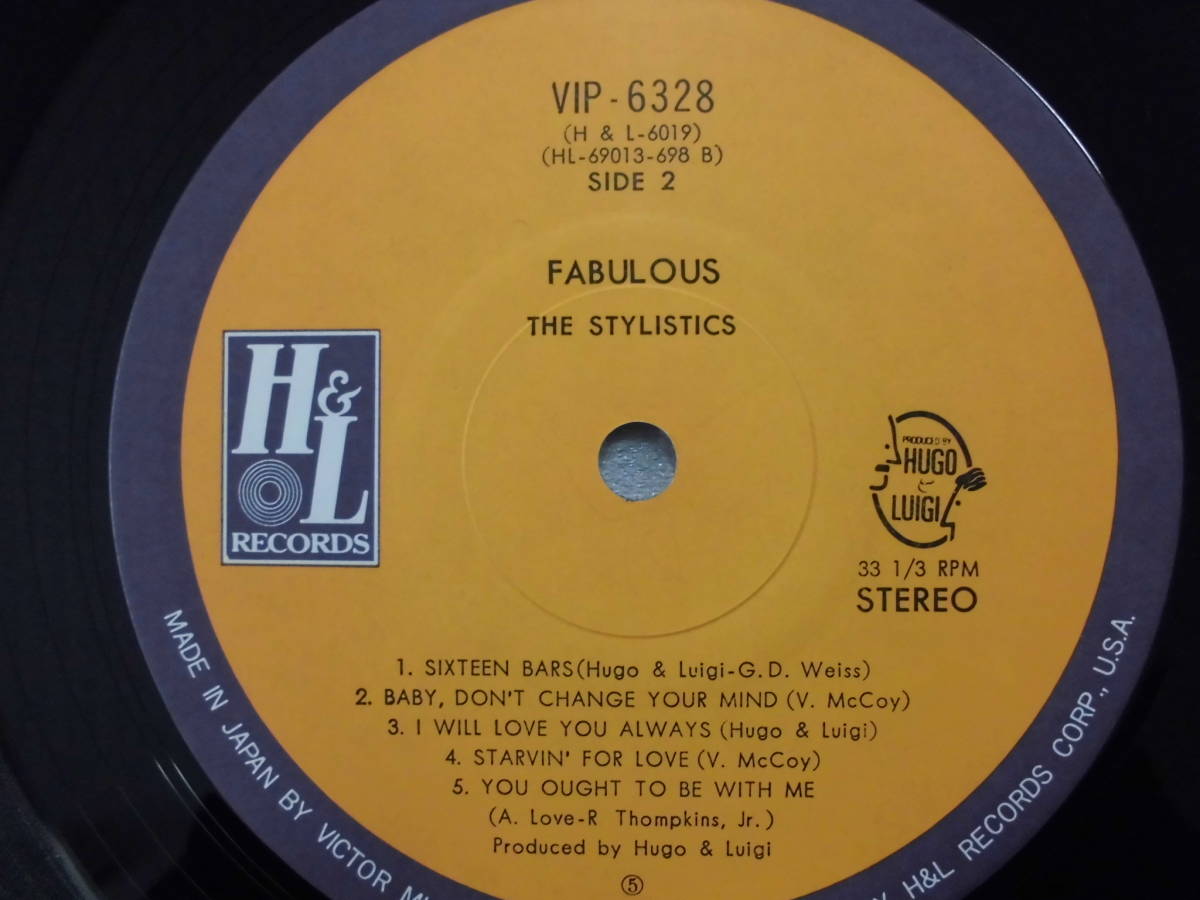 VIP-6328
(H & L-6019)
(HL-69013-698 B)
SIDE 2
FABULOUS
THE STYLISTICS
H&L
RECORDS
PRODUCED BY
HUGO
と
LUIGI
33 1/3 RPM
STEREO
1. SIXTEEN BARS(Hugo & Luigi-G.D. Weiss)
2. BABY, DON'T CHANGE YOUR MIND (V. McCoy)
3. I WILL LOVE YOU ALWAYS (Hugo & Luigi)
4. STARVIN' FOR LOVE (V. McCoy)
5. YOU OUGHT TO BE WITH ME
(A. Love-R Thompkins, Jr.)
Produced by Hugo & Luigi
⑤
MADE IN JAPAN BY VICTOR
H&L RECORDS CORP., U.S.A.